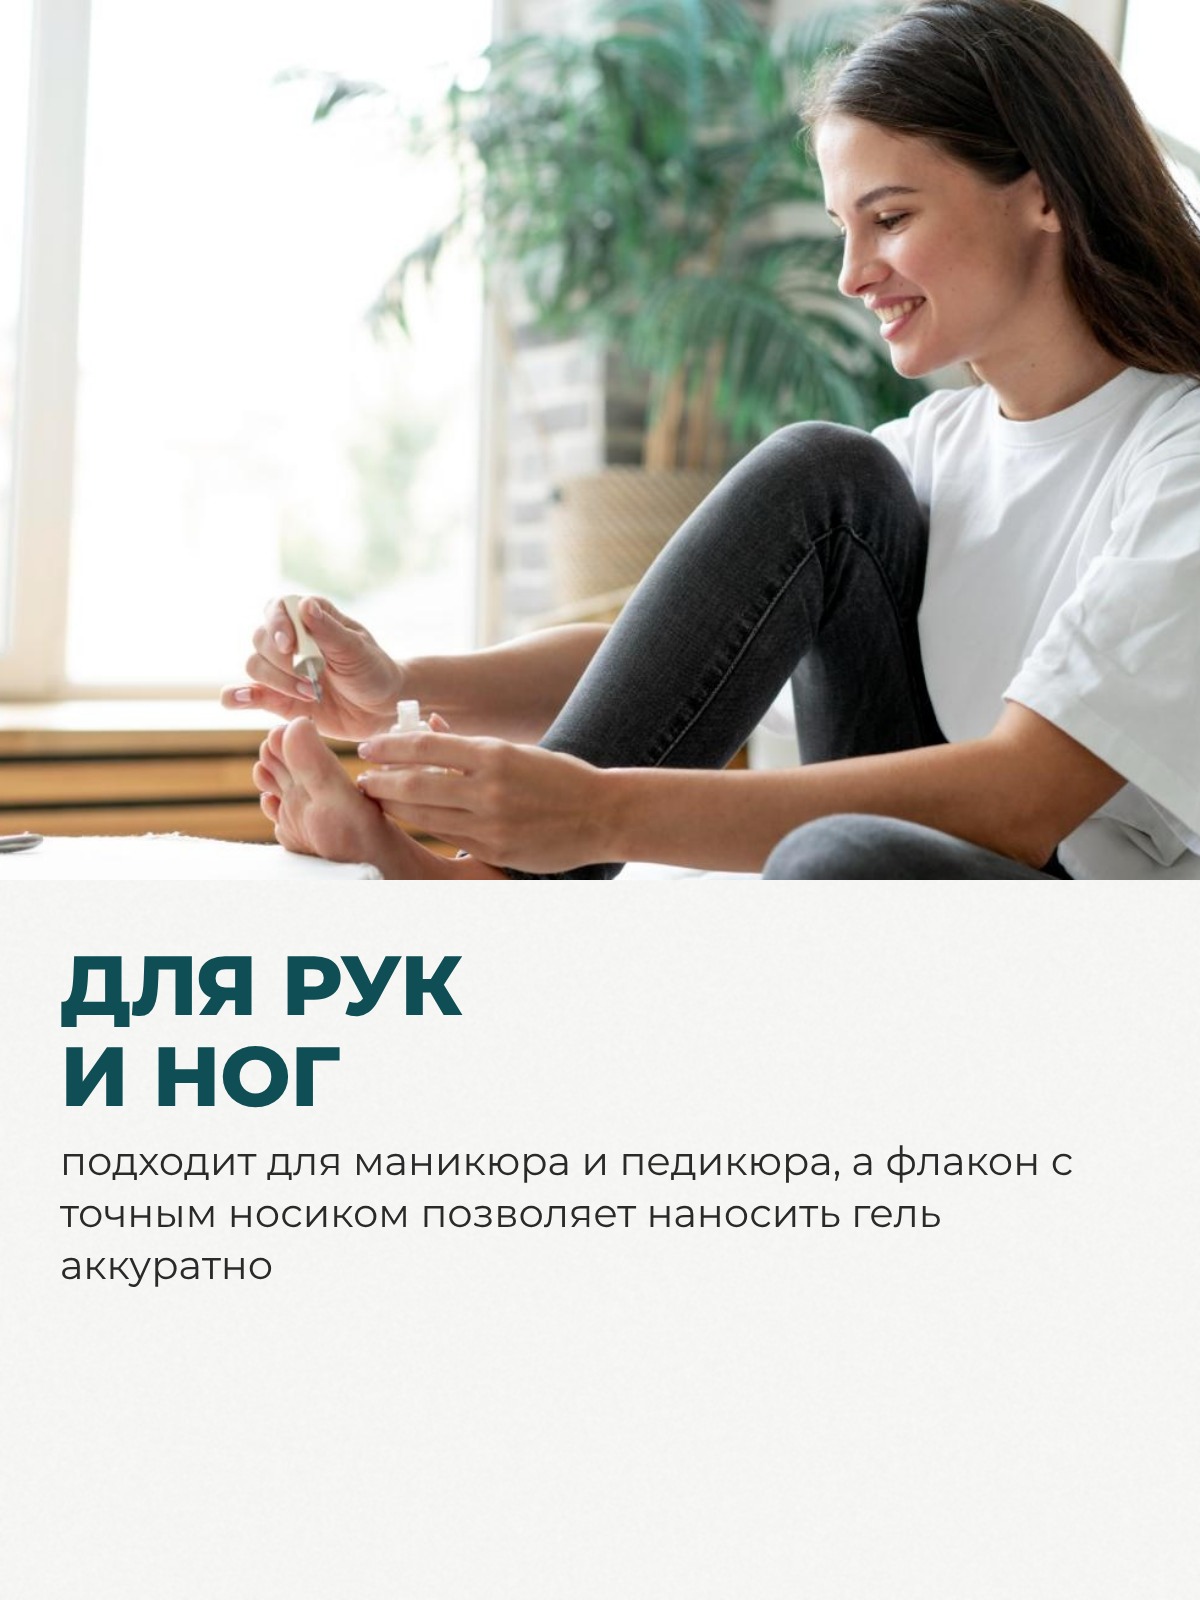 ДЛЯ РУК
И НОГ
подходит для маникюра и педикюра, а флакон с
точным носиком позволяет наносить гель
аккуратно